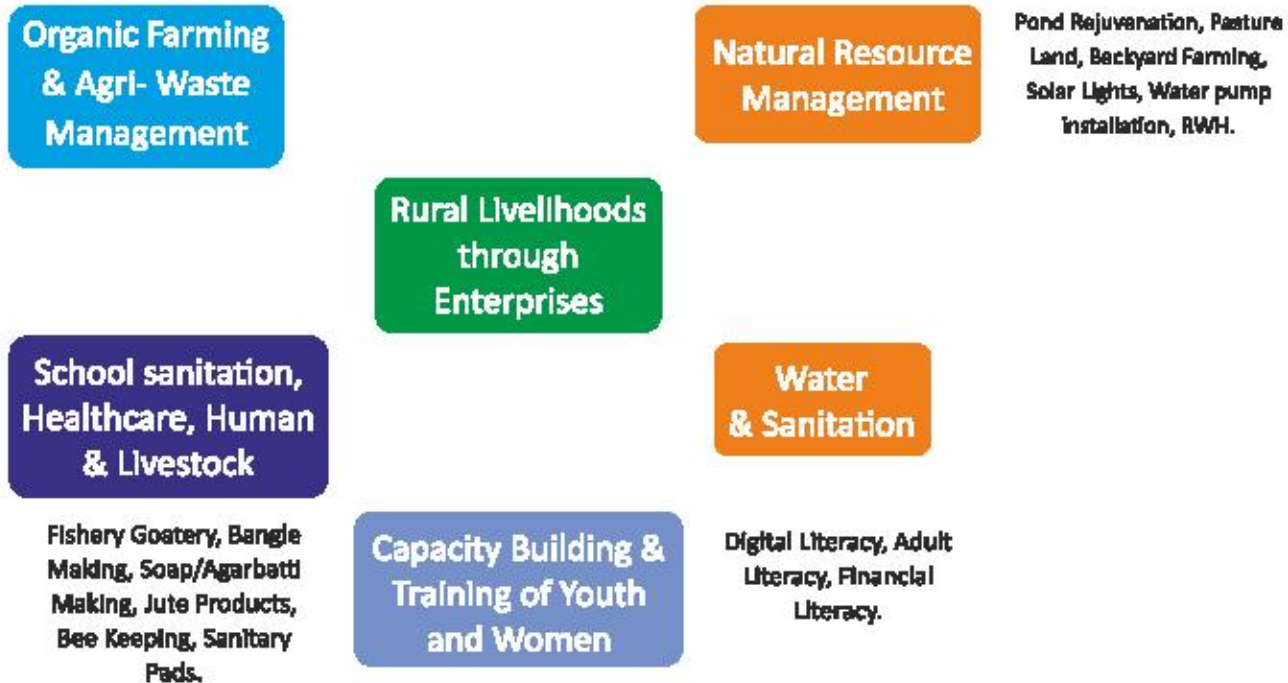 Organic Farming
& Agri- Waste
Management
Natural Resource
Management
Pond Rejuvenation, Pasture
Land, Backyard Farming,
Solar Lights, Water pump
installation, RWH.
Rural Livelihoods
through
Enterprises
School sanitation,
Healthcare, Human
& Livestock
Water
& Sanitation
Fishery Goatery, Bangle
Making, Soap/Agarbatti
Making, Jute Products,
Bee Keeping, Sanitary
Pads.
Capacity Building &
Training of Youth
and Women
Digital Literacy, Adult
Literacy, Financial
Literacy.